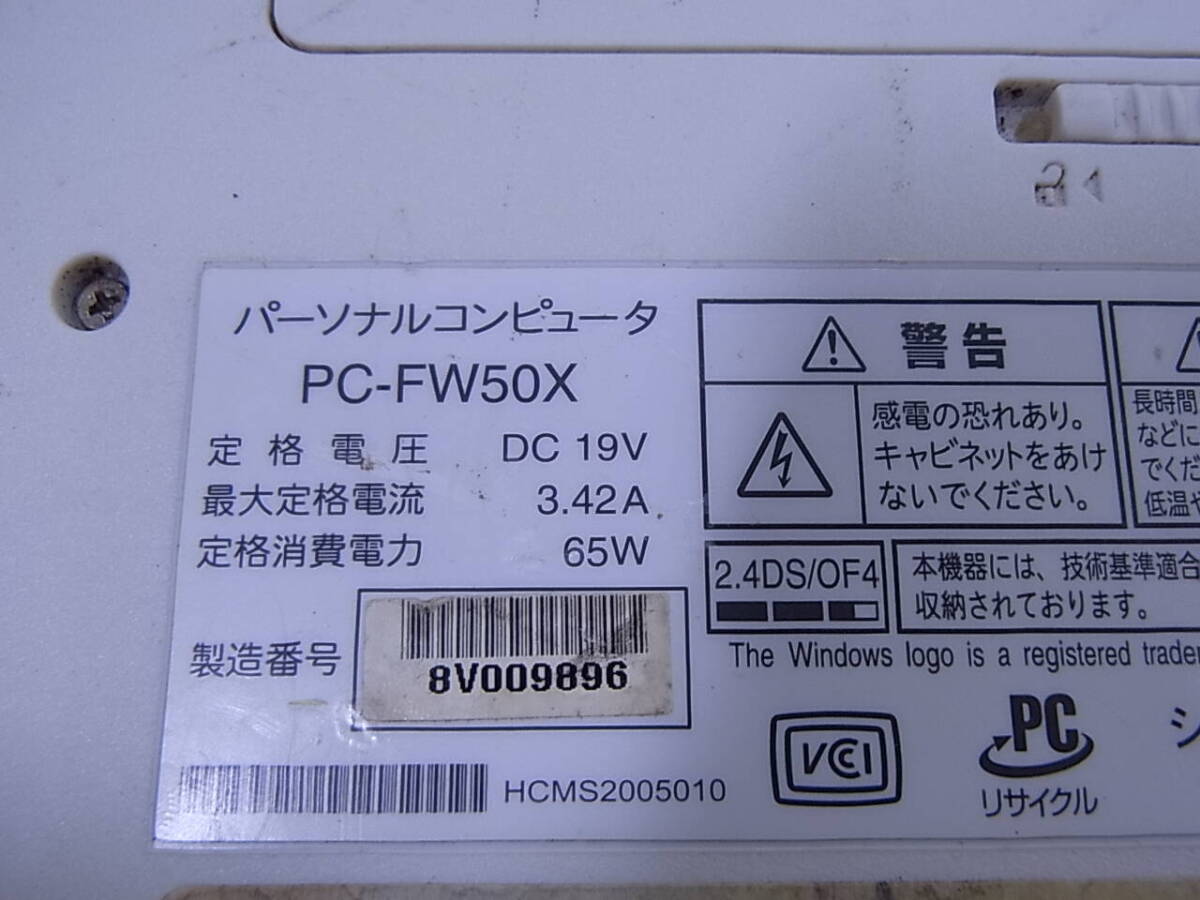 2
パーソナルコンピュータ
PC-FW50X
定格電圧 DC 19V
最大定格電流 3.42A
定格消費電力 65W
製造番号
8V009896
HCMS2005010
警告
感電の恐れあり。
キャビネットをあけ
ないでください。
長時間
などに
でくだ
低温や
2.4DS/OF4
本機器には、技術基準適合
収納されております。
The Windows logo is a registered trader
VCCI
PC
リサイクル
シ